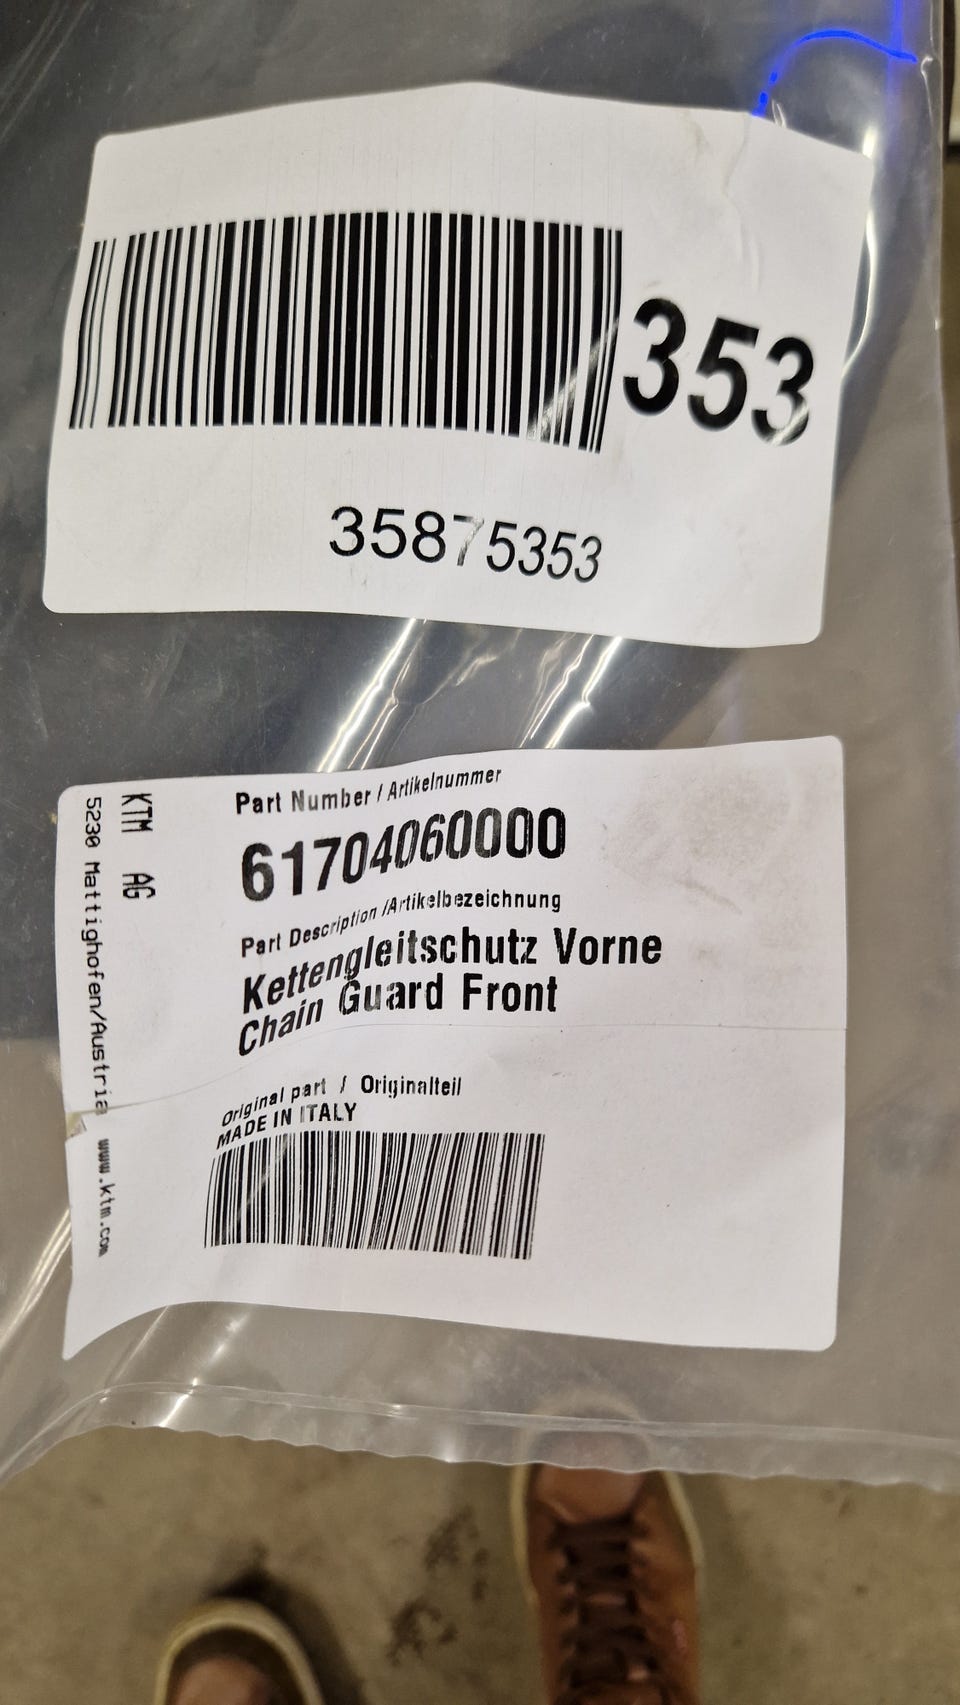 353
35875353
KTM AG
5230 Mattighofen/Austria www.ktm.com
Part Number / Artikelnummer
61704060000
Part Description /Artikelbezeichnung
Kettengleitschutz Vorne
Chain Guard Front
Original part / Originalteil
MADE IN ITALY